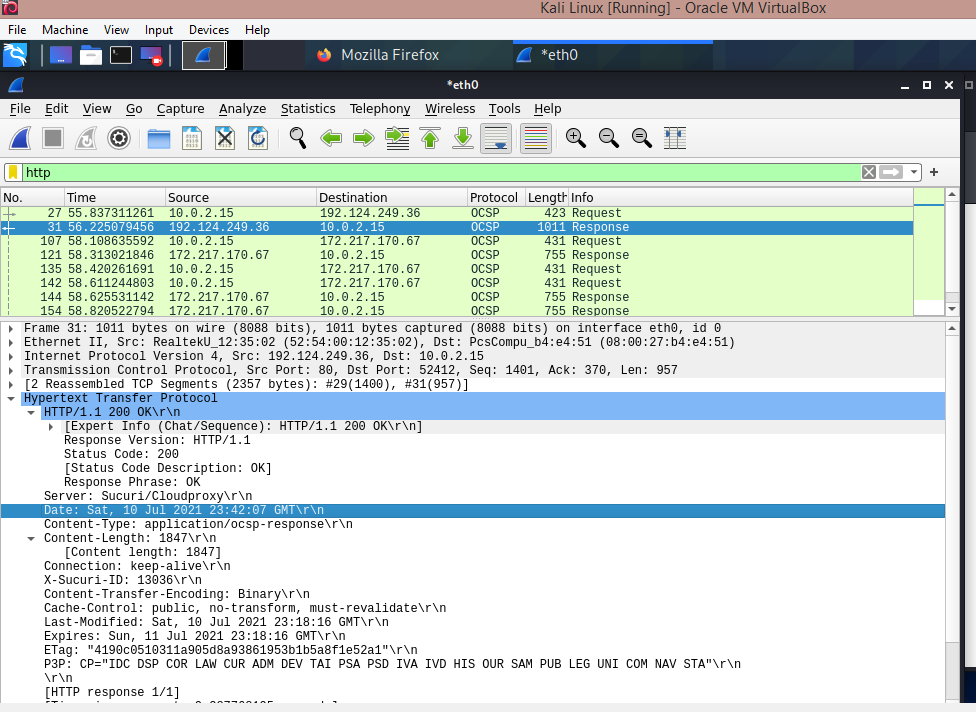 Kali Linux [Running] - Oracle VM VirtualBox
File Machine View Input Devices Help
Mozilla Firefox *eth0
*eth0
File Edit View Go Capture Analyze Statistics Telephony Wireless Tools Help
http
No. Time Source Destination Protocol Length Info
27 55.837311261 10.0.2.15 192.124.249.36 OCSP 423 Request
31 56.225079456 192.124.249.36 10.0.2.15 OCSP 1011 Response
107 58.108635592 10.0.2.15 172.217.170.67 OCSP 431 Request
121 58.313021846 172.217.170.67 10.0.2.15 OCSP 755 Response
135 58.420261691 10.0.2.15 172.217.170.67 OCSP 431 Request
142 58.611244803 10.0.2.15 172.217.170.67 OCSP 431 Request
144 58.625531142 172.217.170.67 10.0.2.15 OCSP 755 Response
154 58.820522794 172.217.170.67 10.0.2.15 OCSP 755 Response
Frame 31: 1011 bytes on wire (8088 bits), 1011 bytes captured (8088 bits) on interface eth0, id 0
Ethernet II, Src: RealtekU_12:35:02 (52:54:00:12:35:02), Dst: PcsCompu_b4:e4:51 (08:00:27:b4:e4:51)
Internet Protocol Version 4, Src: 192.124.249.36, Dst: 10.0.2.15
Transmission Control Protocol, Src Port: 80, Dst Port: 52412, Seq: 1401, Ack: 370, Len: 957
[2 Reassembled TCP Segments (2357 bytes): #29(1400), #31(957)]
Hypertext Transfer Protocol
HTTP/1.1 200 OK\r\n
[Expert Info (Chat/Sequence): HTTP/1.1 200 OK\r\n]
Response Version: HTTP/1.1
Status Code: 200
[Status Code Description: OK]
Response Phrase: OK
Server: Sucuri/Cloudproxy\r\n
Date: Sat, 10 Jul 2021 23:42:07 GMT\r\n
Content-Type: application/ocsp-response\r\n
Content-Length: 1847\r\n
[Content length: 1847]
Connection: keep-alive\r\n
X-Sucuri-ID: 13036\r\n
Content-Transfer-Encoding: Binary\r\n
Cache-Control: public, no-transform, must-revalidate\r\n
Last-Modified: Sat, 10 Jul 2021 23:18:16 GMT\r\n
Expires: Sun, 11 Jul 2021 23:18:16 GMT\r\n
ETag: "4190c0510311a905d8a93861953b1b5a8f1e52a1"\r\n
P3P: CP="IDC DSP COR LAW CUR ADM DEV TAI PSA PSD IVA IVD HIS OUR SAM PUB LEG UNI COM NAV STA"\r\n
\r\n
[HTTP response 1/1]